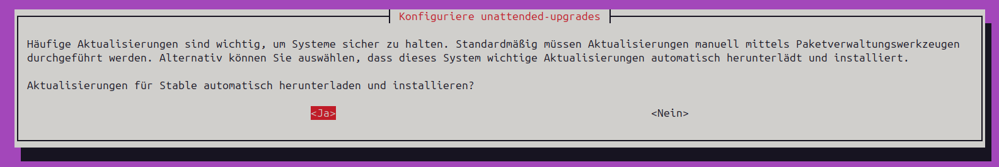 Konfiguriere unattended-upgrades
Häufige Aktualisierungen sind wichtig, um Systeme sicher zu halten. Standardmäßig müssen Aktualisierungen manuell mittels Paketverwaltungswerkzeugen
durchgeführt werden. Alternativ können Sie auswählen, dass dieses System wichtige Aktualisierungen automatisch herunterlädt und installiert.
Aktualisierungen für Stable automatisch herunterladen und installieren?
<Ja> <Nein>